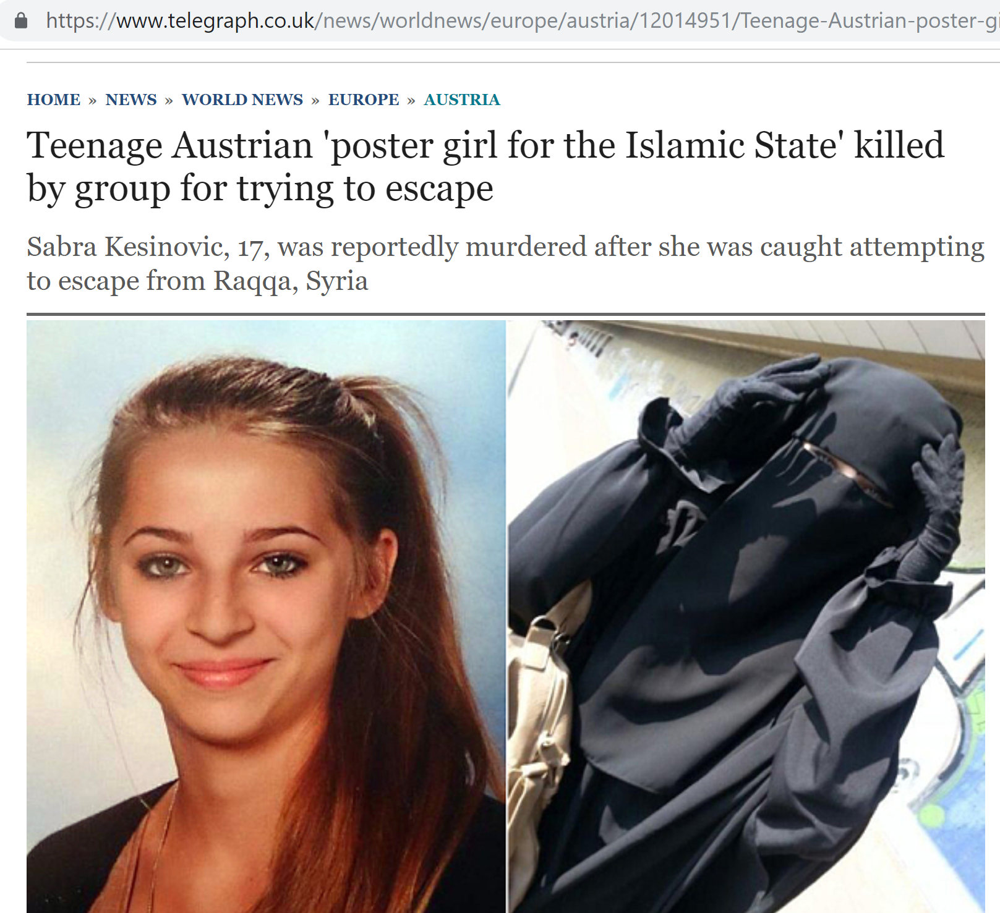 https://www.telegraph.co.uk/news/worldnews/europe/austria/12014951/Teenage-Austrian-poster-gi
HOME » NEWS » WORLD NEWS » EUROPE » AUSTRIA
Teenage Austrian 'poster girl for the Islamic State' killed
by group for trying to escape
Sabra Kesinovic, 17, was reportedly murdered after she was caught attempting
to escape from Raqqa, Syria